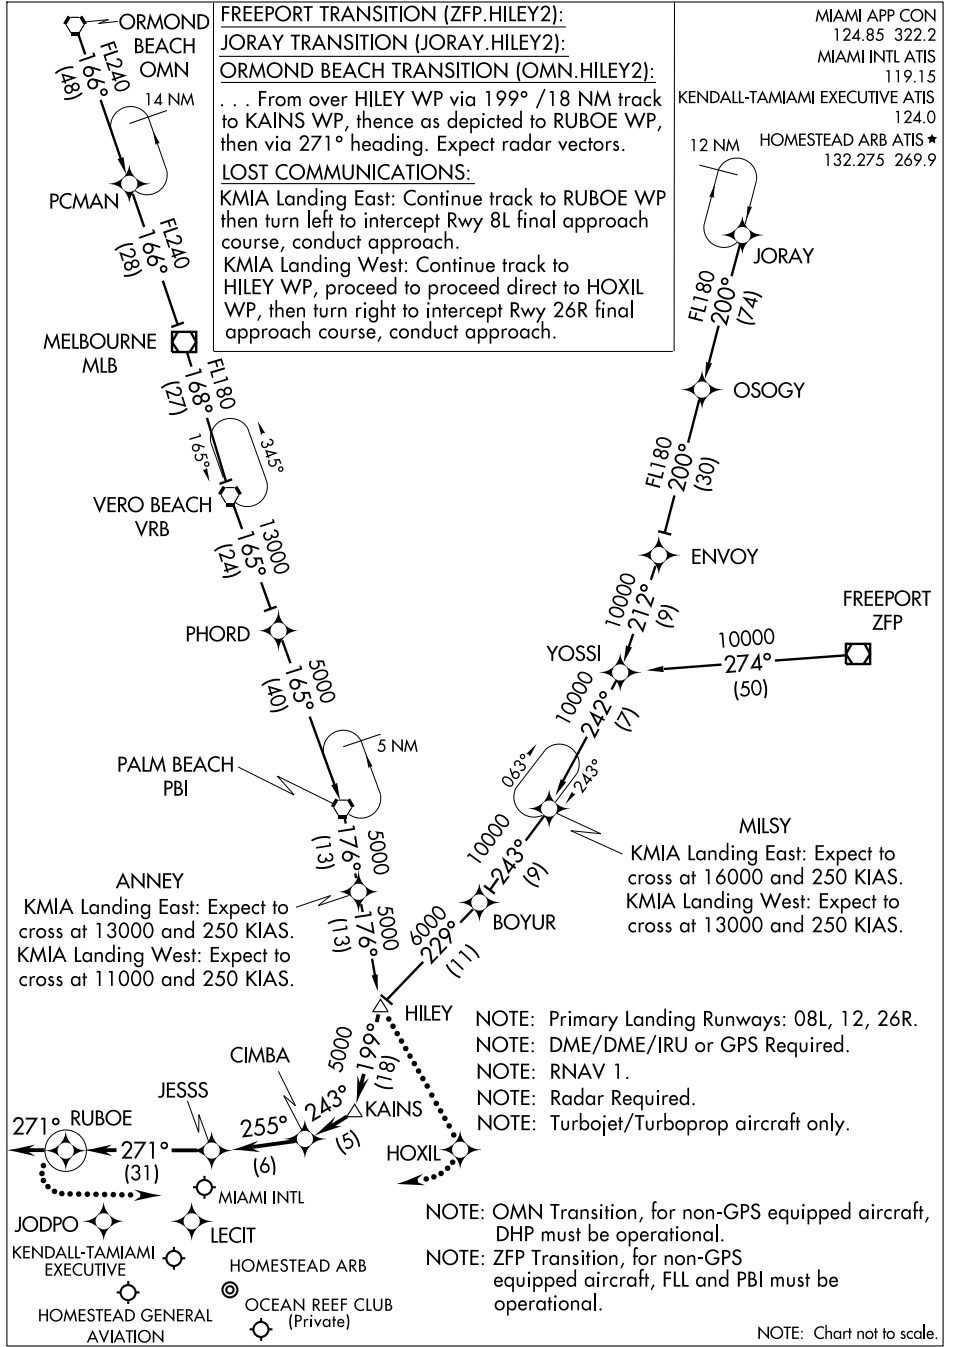 FREEPORT TRANSITION (ZFP.HILEY2):
JORAY TRANSITION (JORAY.HILEY2):
ORMOND BEACH TRANSITION (OMN.HILEY2):
. . . From over HILEY WP via 199° /18 NM track
to KAINS WP, thence as depicted to RUBOE WP,
then via 271° heading. Expect radar vectors.
LOST COMMUNICATIONS:
KMIA Landing East: Continue track to RUBOE WP
then turn left to intercept Rwy 8L final approach
course, conduct approach.
KMIA Landing West: Continue track to
HILEY WP, proceed to proceed direct to HOXIL
WP, then turn right to intercept Rwy 26R final
approach course, conduct approach.
MIAMI APP CON
124.85 322.2
MIAMI INTL ATIS
119.15
KENDALL-TAMIAMI EXECUTIVE ATIS
124.0
HOMESTEAD ARB ATIS ★
132.275 269.9
ORMOND
BEACH
OMN
FL240
166°
(48)
14 NM
PCMAN
FL240
166°
(28)
MELBOURNE
MLB
FL180
168°
(27)
165°
345°
VERO BEACH
VRB
13000
165°
(24)
PHORD
5000
165°
(40)
5 NM
PALM BEACH
PBI
5000
176°
(13)
ANNEY
KMIA Landing East: Expect to
cross at 13000 and 250 KIAS.
KMIA Landing West: Expect to
cross at 11000 and 250 KIAS.
5000
176°
(13)
12 NM
JORAY
FL180
200°
(74)
OSOGY
FL180
200°
(30)
ENVOY
10000
212°
(9)
FREEPORT
ZFP
10000
274°
(50)
YOSSI
10000
242°
(7)
063°
243°
MILSY
KMIA Landing East: Expect to
cross at 16000 and 250 KIAS.
KMIA Landing West: Expect to
cross at 13000 and 250 KIAS.
10000
243°
(9)
BOYUR
6000
229°
(11)
HILEY
5000
199°
(18)
KAINS
243°
(5)
CIMBA
255°
(6)
JESSS
271°
(31)
RUBOE
271°
HOXIL
MIAMI INTL
JODPO
LECIT
KENDALL-TAMIAMI
EXECUTIVE
HOMESTEAD ARB
HOMESTEAD GENERAL
AVIATION
OCEAN REEF CLUB
(Private)
NOTE: Primary Landing Runways: 08L, 12, 26R.
NOTE: DME/DME/IRU or GPS Required.
NOTE: RNAV 1.
NOTE: Radar Required.
NOTE: Turbojet/Turboprop aircraft only.
NOTE: OMN Transition, for non-GPS equipped aircraft,
DHP must be operational.
NOTE: ZFP Transition, for non-GPS
equipped aircraft, FLL and PBI must be
operational.
NOTE: Chart not to scale.